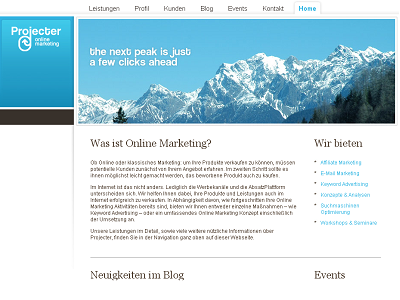 Leistungen Profil Kunden Blog Events Kontakt Home
Projecter
online
marketing
the next peak is just
a few clicks ahead
Was ist Online Marketing?
Ob Online oder klassisches Marketing: um Ihre Produkte verkaufen zu können, müssen
potentielle Kunden zunächst von Ihrem Angebot erfahren. Im zweiten Schritt sollte es
ihnen möglichst leicht gemacht werden, das beworbene Produkt auch zu kaufen.
Im Internet ist das nicht anders. Lediglich die Werbekanäle und die Absatzplattform
unterscheiden sich. Wir helfen Ihnen dabei, Ihre Produkte und Leistungen auch im
Internet erfolgreich zu verkaufen. In Abhängigkeit davon, wie fortgeschritten Ihre Online
Marketing Aktivitäten bereits sind, bieten wir Ihnen entweder einzelne Maßnahmen – wie
Keyword Advertising – oder ein umfassendes Online Marketing Konzept einschließlich
der Umsetzung an.
Unsere Leistungen im Detail, sowie viele weitere nützliche Informationen über
Projecter, finden Sie in der Navigation ganz oben auf dieser Webseite.
Wir bieten
Affiliate Marketing
E-Mail Marketing
Keyword Advertising
Konzepte & Analysen
Suchmaschinen
Optimierung
Workshops & Seminare
Neuigkeiten im Blog
Events